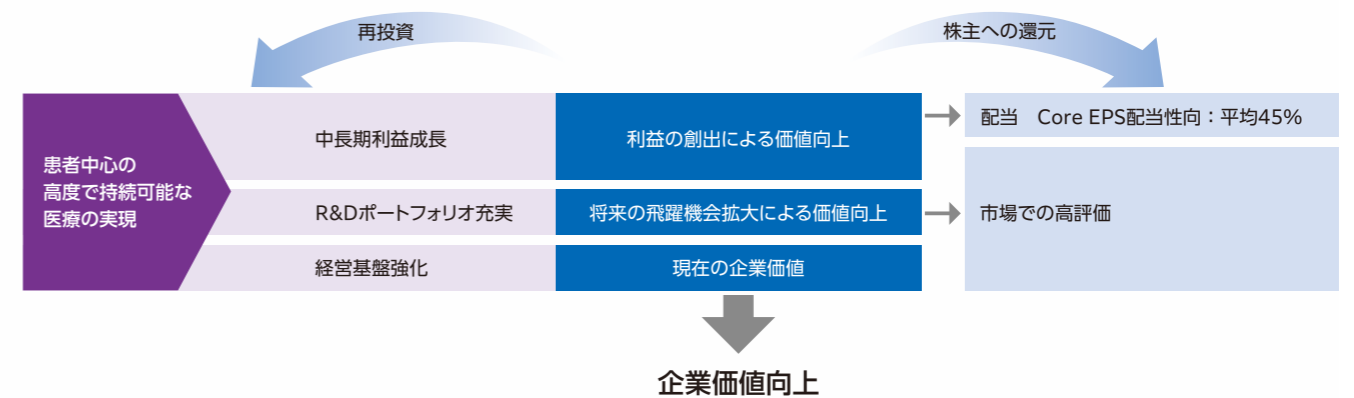 再投資
株主への還元
患者中心の
高度で持続可能な
医療の実現
中長期利益成長
利益の創出による価値向上
配当　Core EPS配当性向：平均45%
R&Dポートフォリオ充実
将来の飛躍機会拡大による価値向上
市場での高評価
経営基盤強化
現在の企業価値
企業価値向上